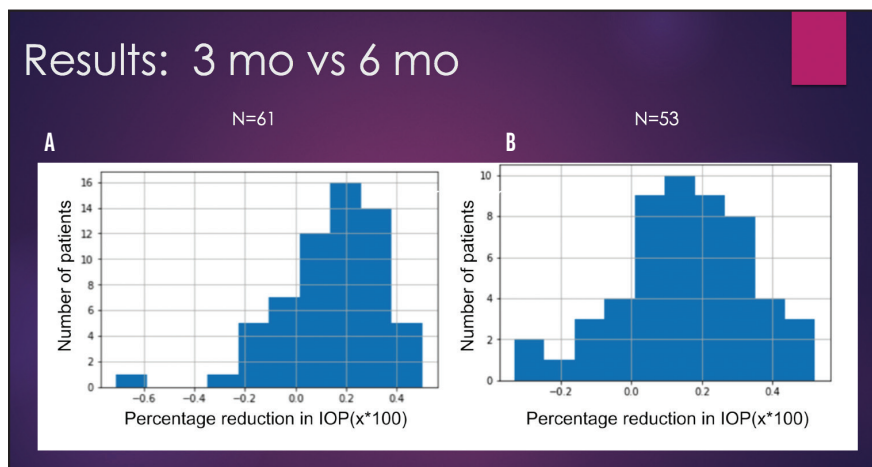 Results: 3 mo vs 6 mo
N=61
N=53
A
B
Number of patients
16
14
12
10
8
6
4
2
0
−0.6 −0.4 −0.2 0.0 0.2 0.4
Percentage reduction in IOP(x*100)
Number of patients
10
8
6
4
2
0
−0.2 0.0 0.2 0.4
Percentage reduction in IOP(x*100)